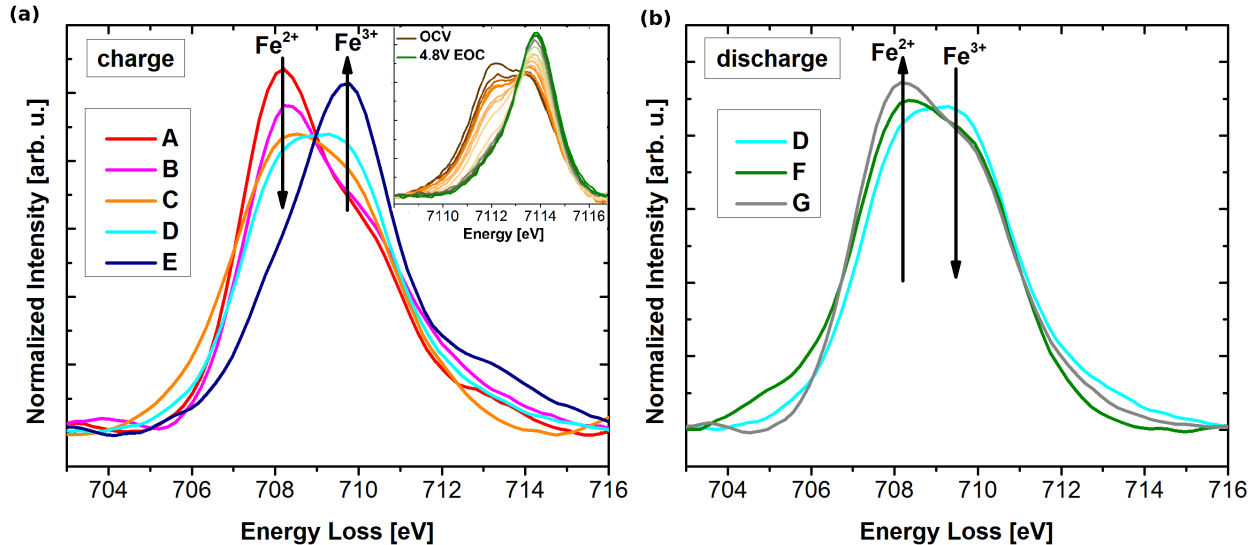 (a)
charge
Fe2+
Fe3+
A
B
C
D
E
OCV
4.8V EOC
7110 7112 7114 7116
Energy [eV]
Normalized Intensity [arb. u.]
704 706 708 710 712 714 716
Energy Loss [eV]
(b)
discharge
Fe2+
Fe3+
D
F
G
Normalized Intensity [arb. u.]
704 706 708 710 712 714 716
Energy Loss [eV]